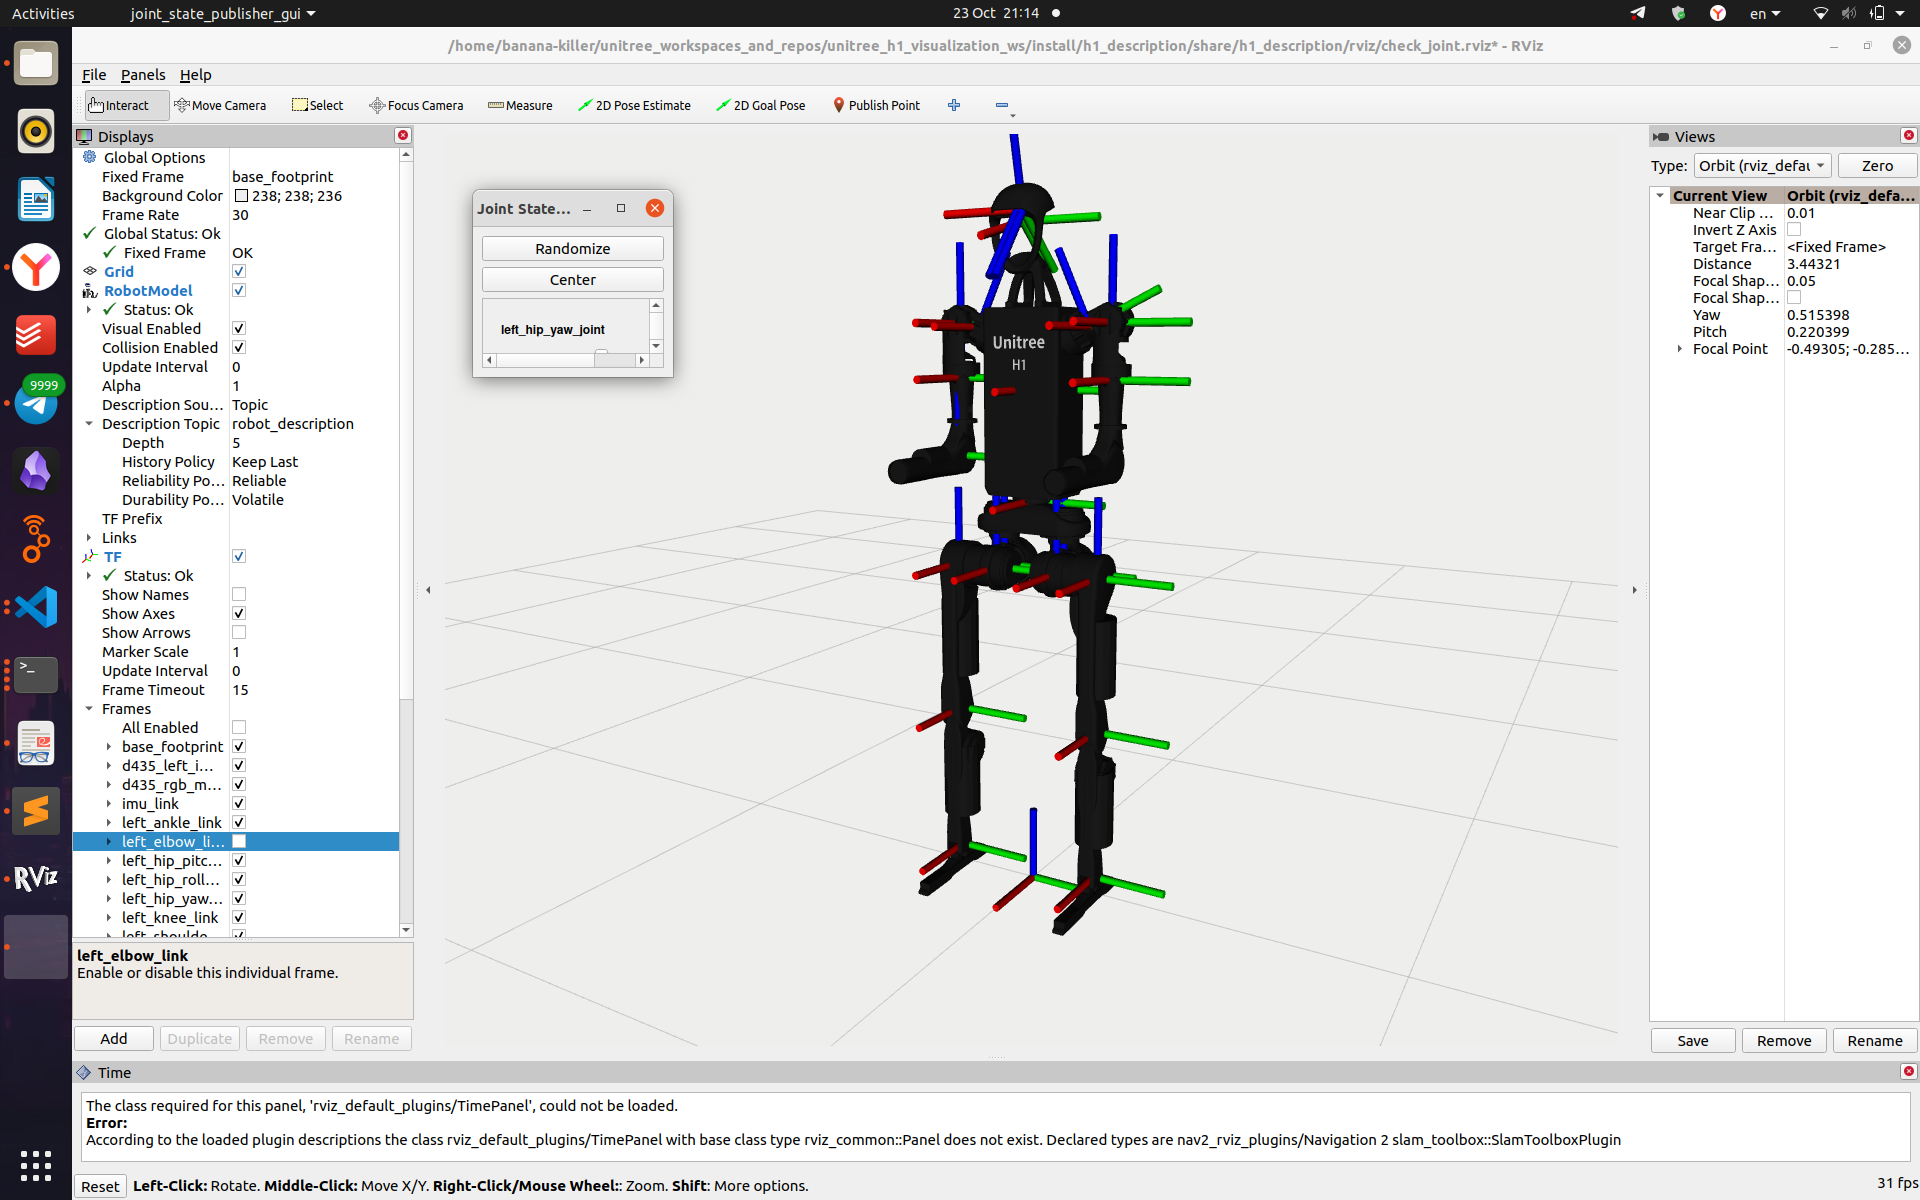 Activities
joint_state_publisher_gui
23 Oct 21:14
en
/home/banana-killer/unitree_workspaces_and_repos/unitree_h1_visualization_ws/install/h1_description/share/h1_description/rviz/check_joint.rviz* - RViz
File Panels Help
Interact Move Camera Select Focus Camera Measure 2D Pose Estimate 2D Goal Pose Publish Point
Displays
Global Options
Fixed Frame base_footprint
Background Color 238; 238; 236
Frame Rate 30
Global Status: Ok
Fixed Frame OK
Grid
RobotModel
Status: Ok
Visual Enabled
Collision Enabled
Update Interval 0
Alpha 1
Description Sou... Topic
Description Topic robot_description
Depth 5
History Policy Keep Last
Reliability Po... Reliable
Durability Po... Volatile
TF Prefix
Links
TF
Status: Ok
Show Names
Show Axes
Show Arrows
Marker Scale 1
Update Interval 0
Frame Timeout 15
Frames
All Enabled
base_footprint
d435_left_i...
d435_rgb_m...
imu_link
left_ankle_link
left_elbow_li...
left_hip_pitc...
left_hip_roll...
left_hip_yaw...
left_knee_link
left_elbow_link
Enable or disable this individual frame.
Add Duplicate Remove Rename
9999
>_
RViz
Joint State...
Randomize
Center
left_hip_yaw_joint
Unitree
H1
Views
Type: Orbit (rviz_defau Zero
Current View Orbit (rviz_defa...
Near Clip ... 0.01
Invert Z Axis
Target Fra... <Fixed Frame>
Distance 3.44321
Focal Shap... 0.05
Focal Shap...
Yaw 0.515398
Pitch 0.220399
Focal Point -0.49305; -0.285...
Save Remove Rename
Time
The class required for this panel, 'rviz_default_plugins/TimePanel', could not be loaded.
Error:
According to the loaded plugin descriptions the class rviz_default_plugins/TimePanel with base class type rviz_common::Panel does not exist. Declared types are nav2_rviz_plugins/Navigation 2 slam_toolbox::SlamToolboxPlugin
Reset Left-Click: Rotate. Middle-Click: Move X/Y. Right-Click/Mouse Wheel:: Zoom. Shift: More options.
31 fps